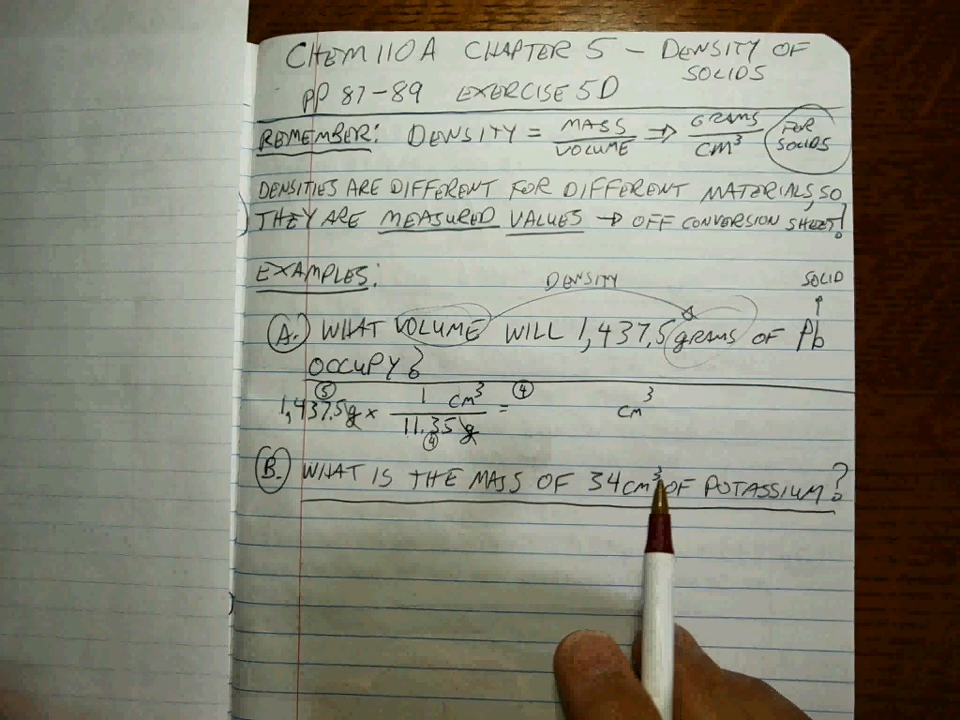 CHEM 110A CHAPTER 5 - DENSITY OF SOLIDS
PP 87-89 EXERCISE 5D
REMEMBER: DENSITY = MASS/VOLUME ⇒ GRAMS/CM³ FOR SOLIDS
DENSITIES ARE DIFFERENT FOR DIFFERENT MATERIALS, SO
THEY ARE MEASURED VALUES → OFF CONVERSION SHEET!
EXAMPLES: DENSITY SOLID
A. WHAT VOLUME WILL 1,437.5 grams OF Pb
OCCUPY?
1,437.5g × 1 cm³/11.35g = cm³
⑤ ④ ④
B. WHAT IS THE MASS OF 34cm³ OF POTASSIUM?